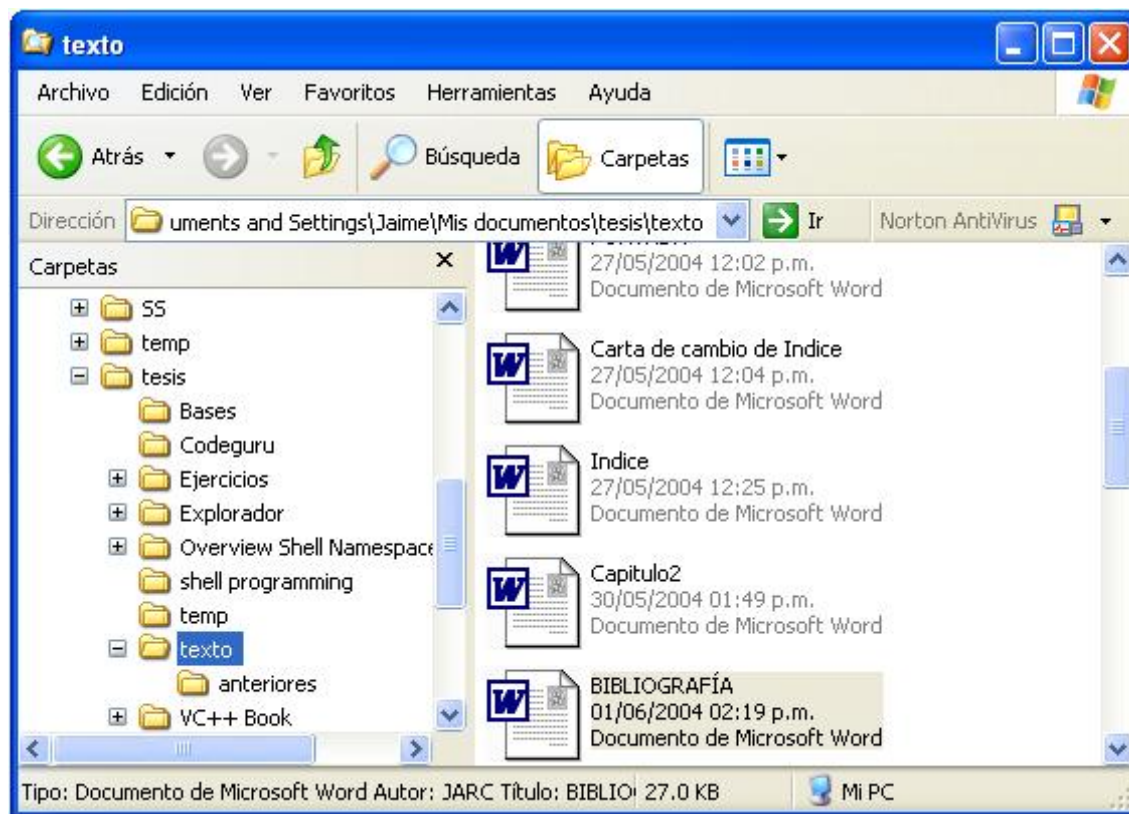 texto
Archivo Edición Ver Favoritos Herramientas Ayuda
Atrás Búsqueda Carpetas
Dirección uments and Settings\Jaime\Mis documentos\tesis\texto Ir Norton AntiVirus
Carpetas
SS
temp
tesis
Bases
Codeguru
Ejercicios
Explorador
Overview Shell Namespace
shell programming
temp
texto
anteriores
VC++ Book
27/05/2004 12:02 p.m.
Documento de Microsoft Word
Carta de cambio de Indice
27/05/2004 12:04 p.m.
Documento de Microsoft Word
Indice
27/05/2004 12:25 p.m.
Documento de Microsoft Word
Capitulo2
30/05/2004 01:49 p.m.
Documento de Microsoft Word
BIBLIOGRAFÍA
01/06/2004 02:19 p.m.
Documento de Microsoft Word
Tipo: Documento de Microsoft Word Autor: JARC Título: BIBLIO 27.0 KB Mi PC